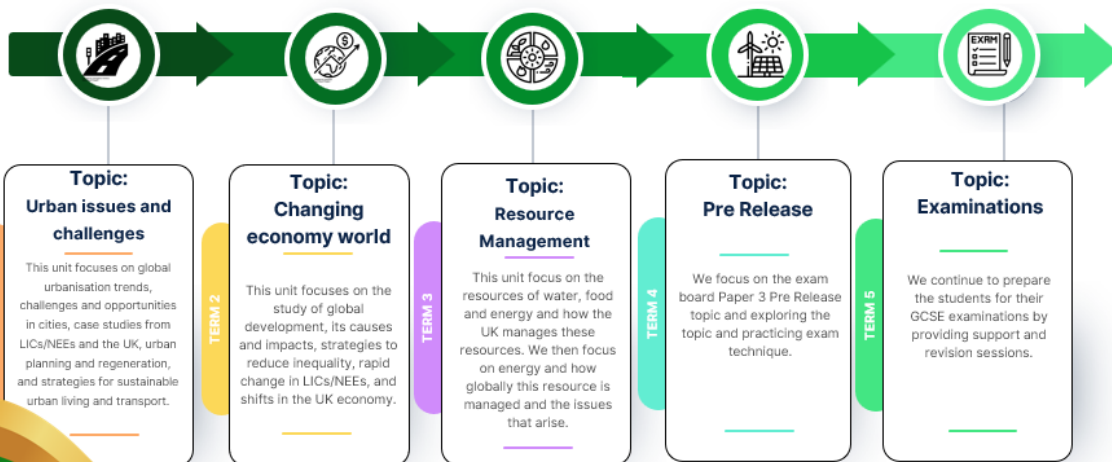 EXAM
Topic:
Urban issues and
challenges
This unit focuses on global
urbanisation trends,
challenges and opportunities
in cities, case studies from
LICs/NEEs and the UK, urban
planning and regeneration,
and strategies for sustainable
urban living and transport.
TERM 2
Topic:
Changing
economy world
This unit focuses on the
study of global
development, its causes
and impacts, strategies to
reduce inequality, rapid
change in LICs/NEEs, and
shifts in the UK economy.
TERM 3
Topic:
Resource
Management
This unit focus on the
resources of water, food
and energy and how the
UK manages these
resources. We then focus
on energy and how
globally this resource is
managed and the issues
that arise.
TERM 4
Topic:
Pre Release
We focus on the exam
board Paper 3 Pre Release
topic and exploring the
topic and practicing exam
technique.
TERM 5
Topic:
Examinations
We continue to prepare
the students for their
GCSE examinations by
providing support and
revision sessions.